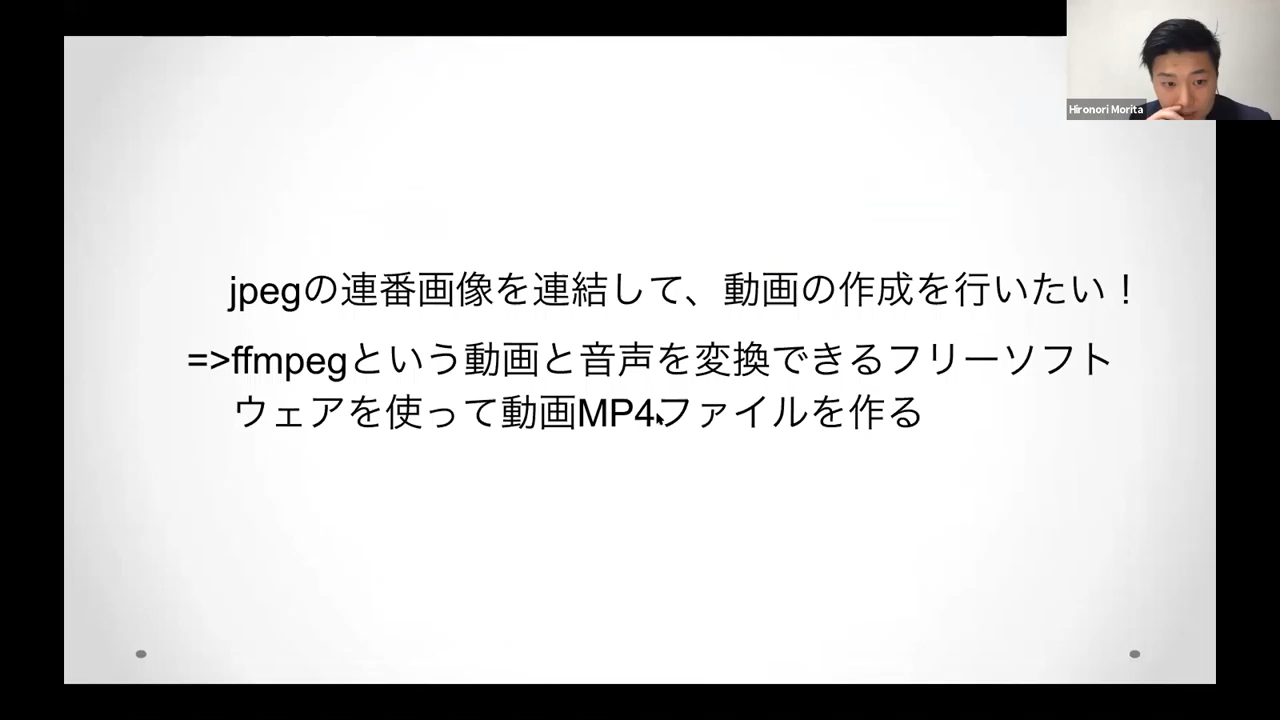 Hironori Morita
jpegの連番画像を連結して、動画の作成を行いたい！
=>ffmpegという動画と音声を変換できるフリーソフト
ウェアを使って動画MP4ファイルを作る